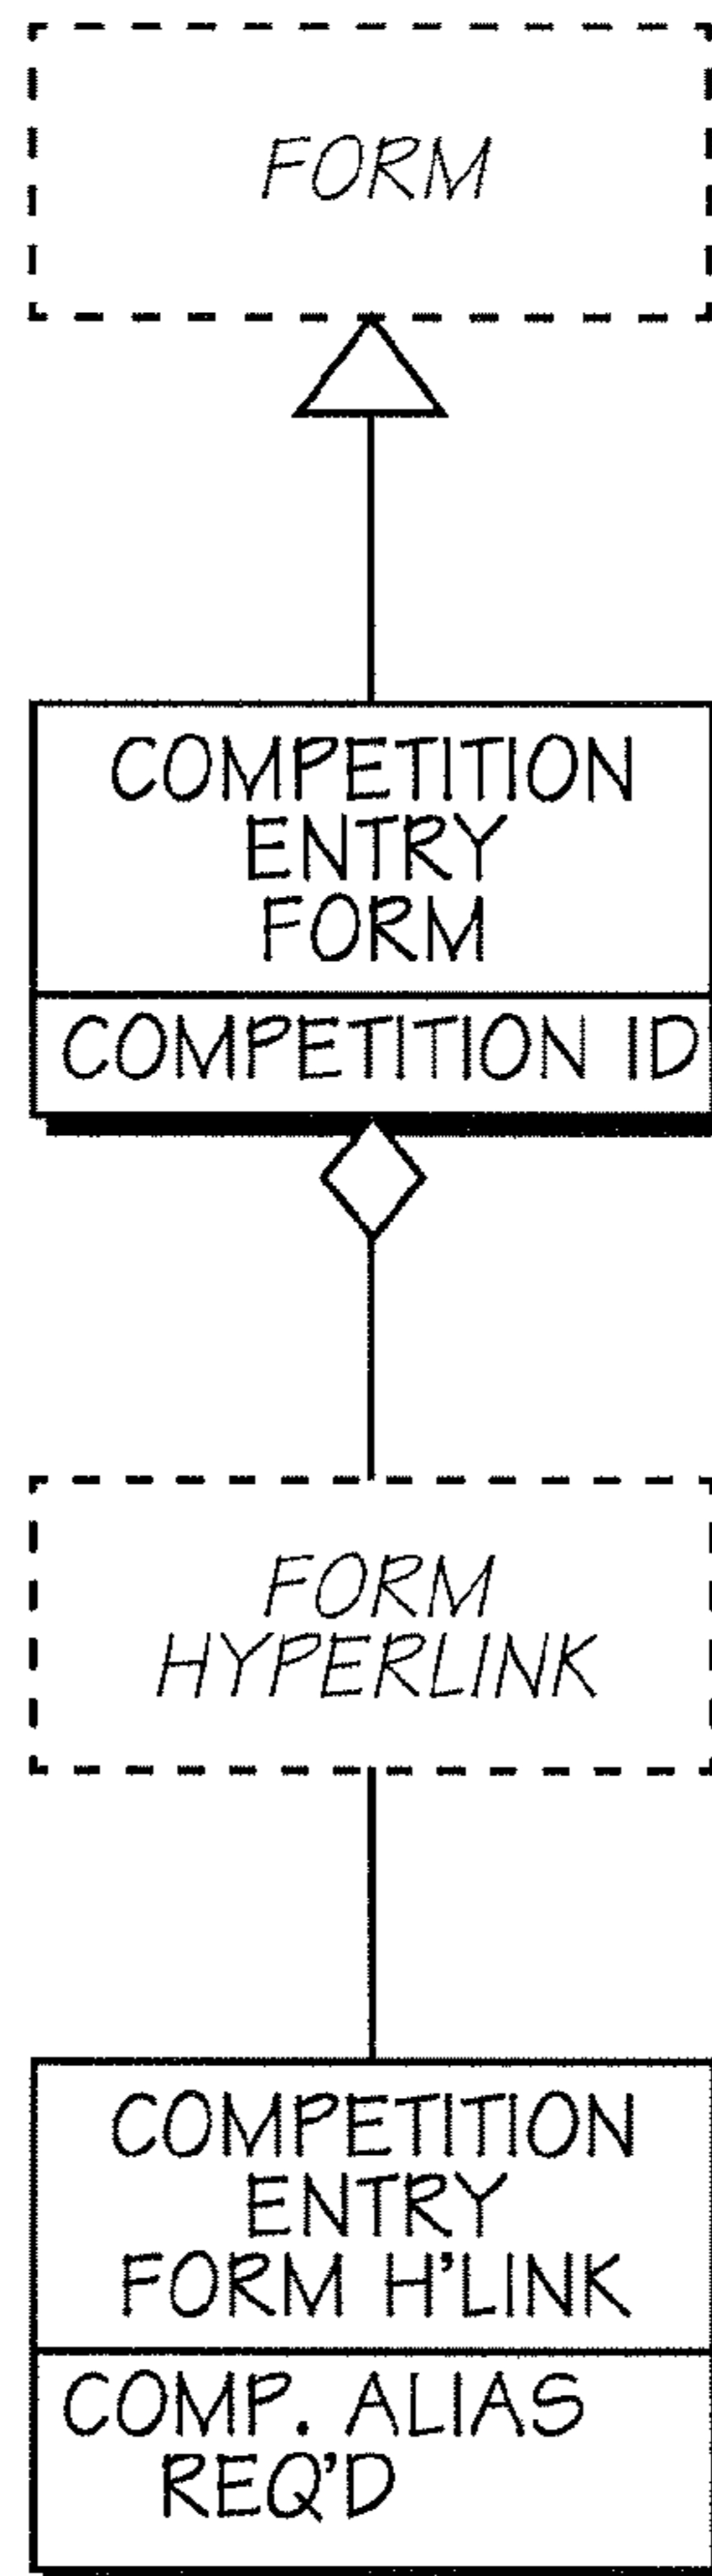 FORM
COMPETITION
ENTRY
FORM
COMPETITION ID
FORM
HYPERLINK
COMPETITION
ENTRY
FORM H'LINK
COMP. ALIAS
REQ'D